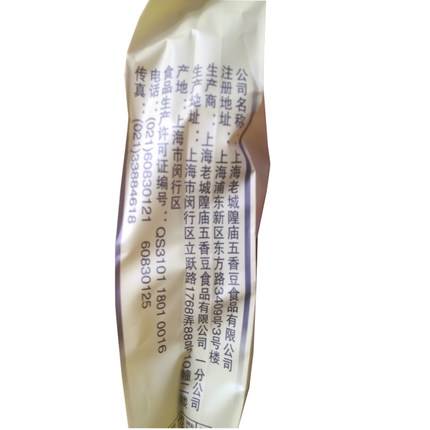 公司名称：上海老城隍庙五香豆食品有限公司
注册地址：上海浦东新区东方路3409号3号楼
生产商：上海老城隍庙五香豆食品有限公司一分公司
生产地址：上海市闵行区立跃路1768弄88号10幢二楼
产地：上海市闵行区
食品生产许可证编号：QS3101 1801 0016
电话：(021)60830121 60830125
传真：(021)33884618